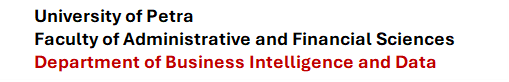 University of Petra
Faculty of Administrative and Financial Sciences
Department of Business Intelligence and Data